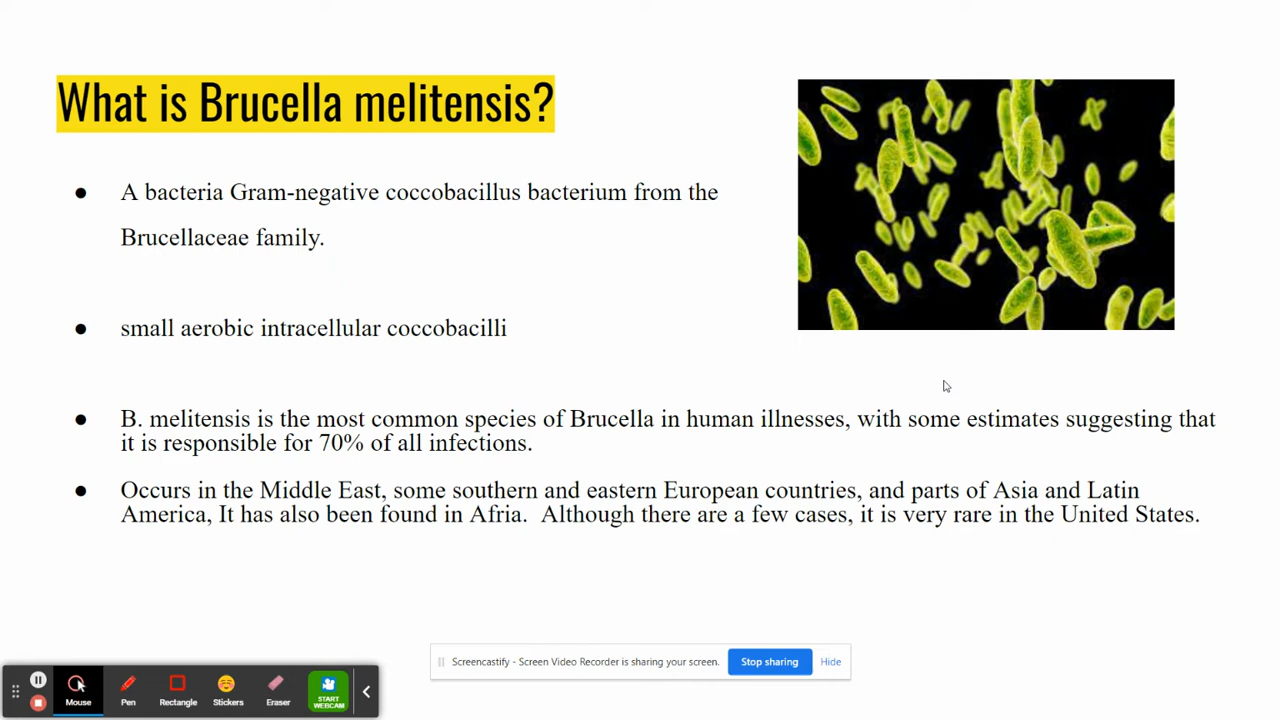 What is Brucella melitensis?
● A bacteria Gram-negative coccobacillus bacterium from the
Brucellaceae family.
● small aerobic intracellular coccobacilli
● B. melitensis is the most common species of Brucella in human illnesses, with some estimates suggesting that
it is responsible for 70% of all infections.
● Occurs in the Middle East, some southern and eastern European countries, and parts of Asia and Latin
America, It has also been found in Afria.  Although there are a few cases, it is very rare in the United States.
Screencastify - Screen Video Recorder is sharing your screen. Stop sharing Hide
Mouse Pen Rectangle Stickers Eraser START
WEBCAM